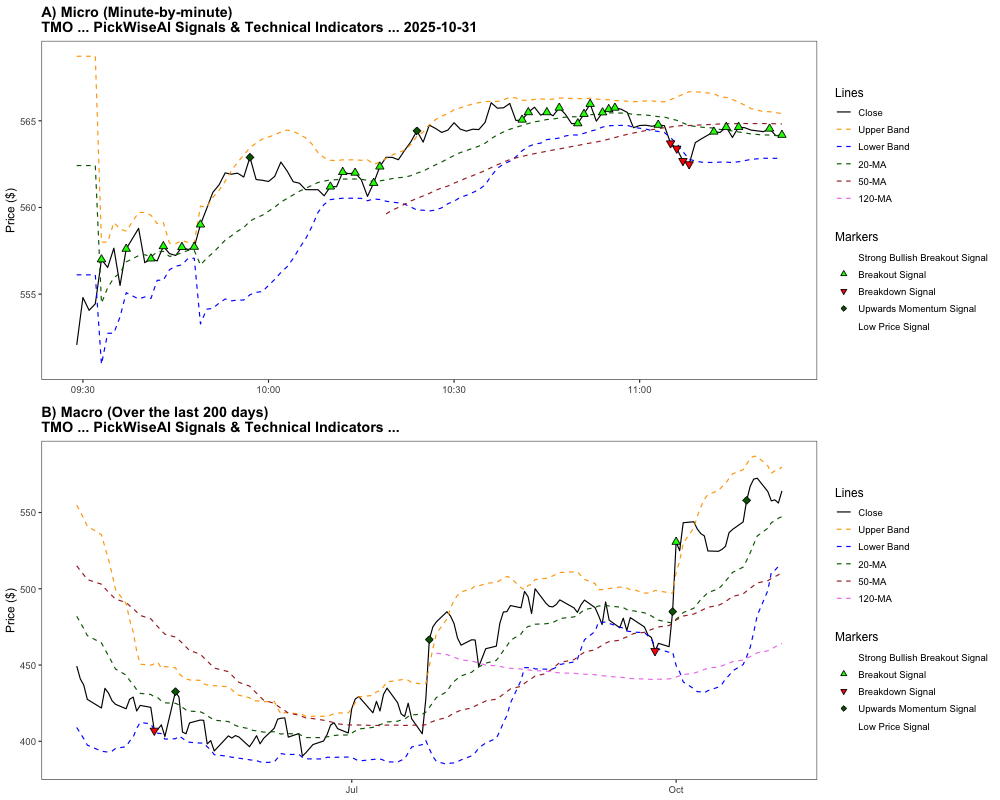 A) Micro (Minute-by-minute)
TMO ... PickWiseAI Signals & Technical Indicators ... 2025-10-31
Price ($)
565
560
555
09:30
10:00
10:30
11:00
Lines
Close
Upper Band
Lower Band
20-MA
50-MA
120-MA
Markers
Strong Bullish Breakout Signal
Breakout Signal
Breakdown Signal
Upwards Momentum Signal
Low Price Signal
B) Macro (Over the last 200 days)
TMO ... PickWiseAI Signals & Technical Indicators ...
Price ($)
550
500
450
400
Jul
Oct
Lines
Close
Upper Band
Lower Band
20-MA
50-MA
120-MA
Markers
Strong Bullish Breakout Signal
Breakout Signal
Breakdown Signal
Upwards Momentum Signal
Low Price Signal